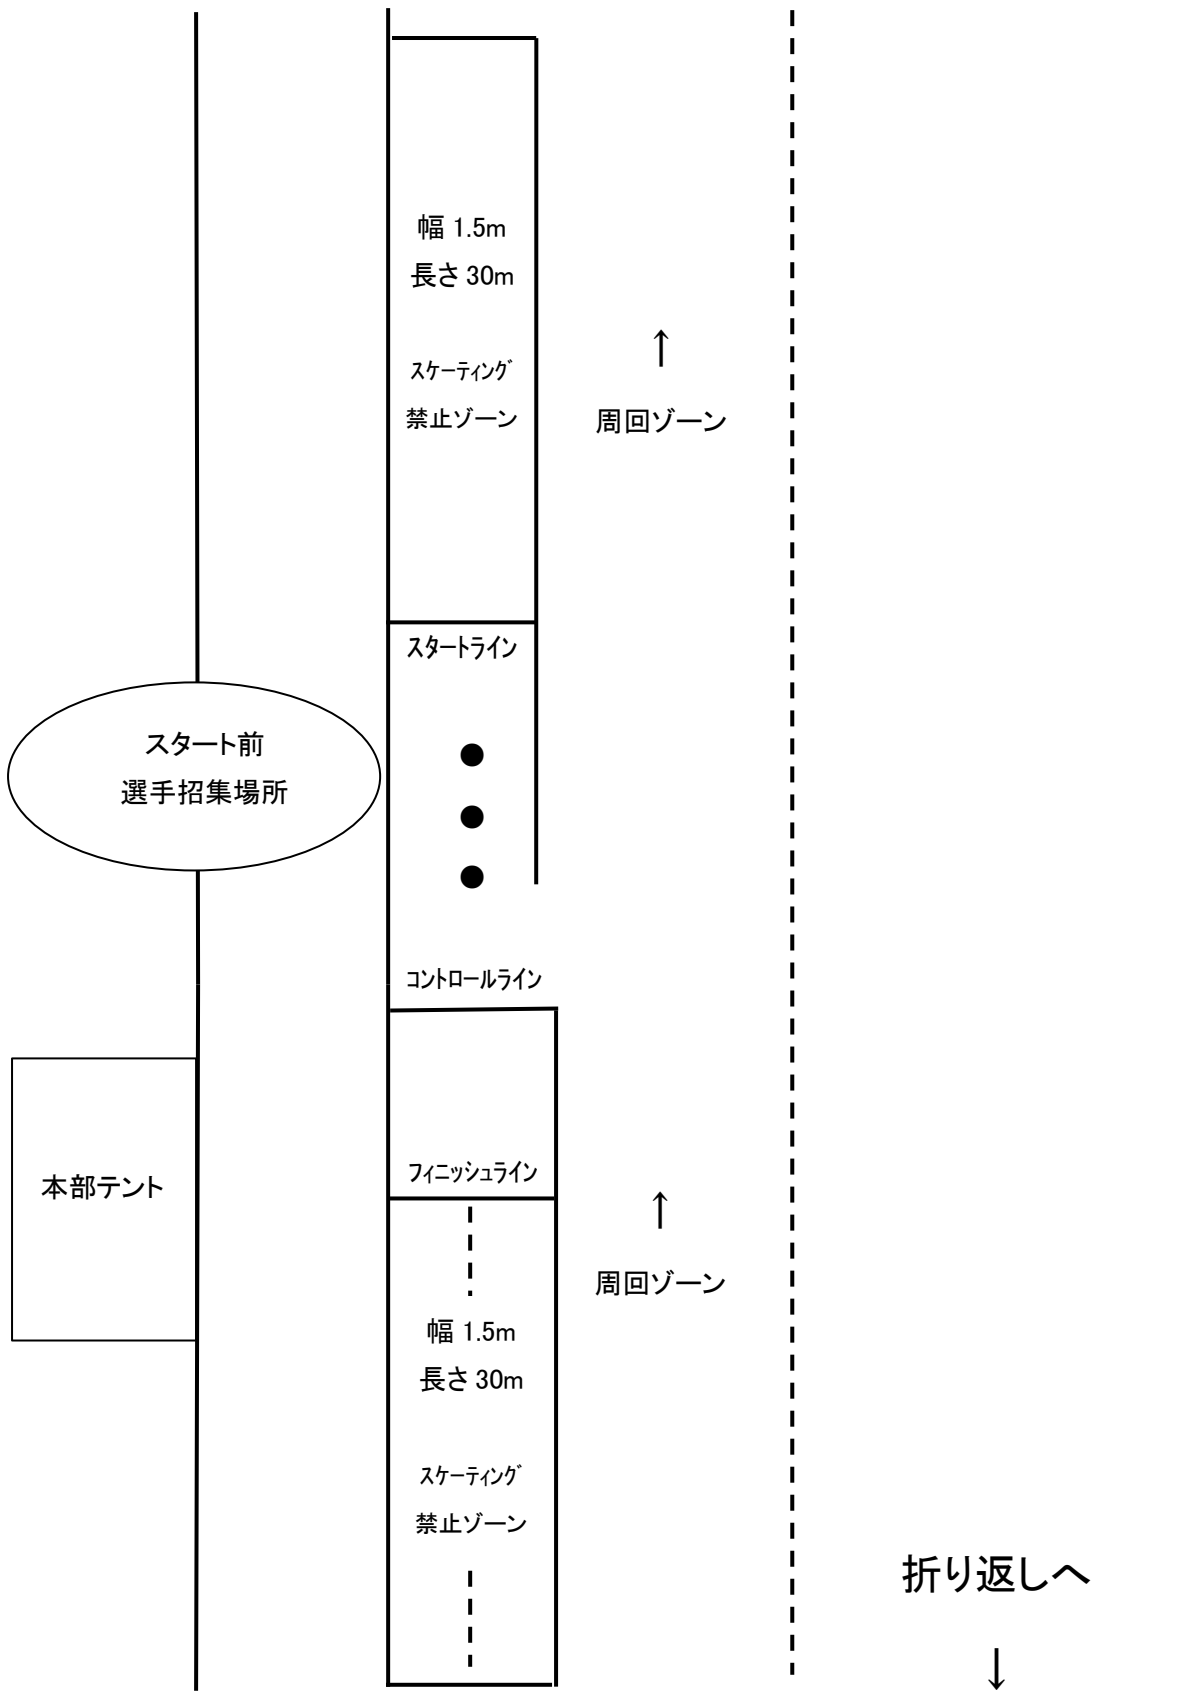 幅 1.5m
長さ 30m
ｽｹｰﾃｨﾝｸﾞ
禁止ゾーン
↑
周回ゾーン
ｽﾀｰﾄﾗｲﾝ
スタート前
選手招集場所
ｺﾝﾄﾛｰﾙﾗｲﾝ
ﾌｨﾆｯｼｭﾗｲﾝ
本部テント
↑
周回ゾーン
幅 1.5m
長さ 30m
ｽｹｰﾃｨﾝｸﾞ
禁止ゾーン
折り返しへ
↓